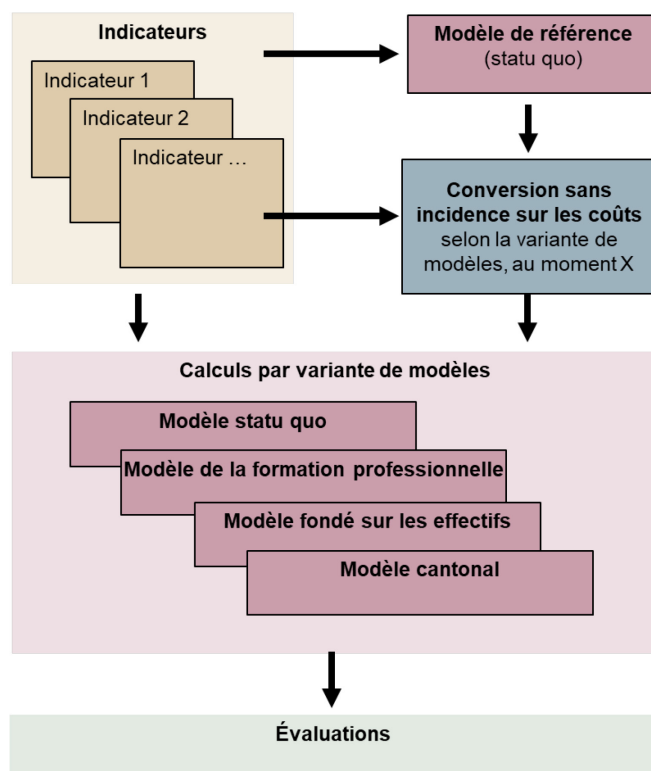 Indicateurs
Indicateur 1
Indicateur 2
Indicateur …
Modèle de référence
(statu quo)
Conversion sans
incidence sur les coûts
selon la variante de
modèles, au moment X
Calculs par variante de modèles
Modèle statu quo
Modèle de la formation professionnelle
Modèle fondé sur les effectifs
Modèle cantonal
Évaluations